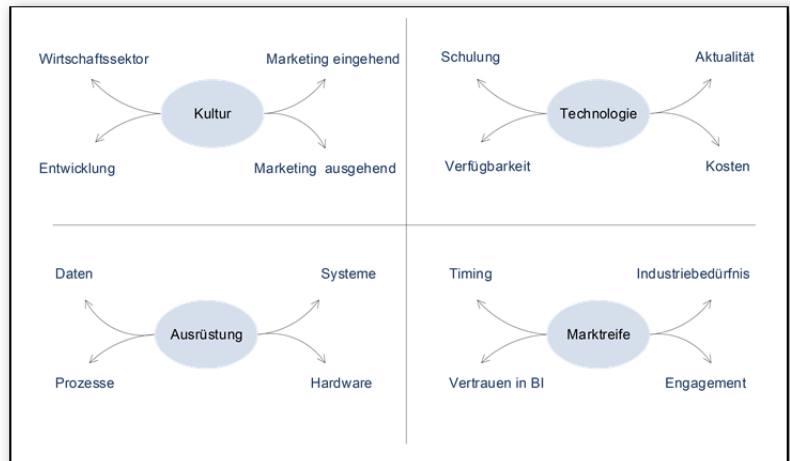 Wirtschaftssektor
Marketing eingehend
Kultur
Entwicklung
Marketing ausgehend
Schulung
Aktualität
Technologie
Verfügbarkeit
Kosten
Daten
Systeme
Ausrüstung
Prozesse
Hardware
Timing
Industriebedürfnis
Marktreife
Vertrauen in BI
Engagement